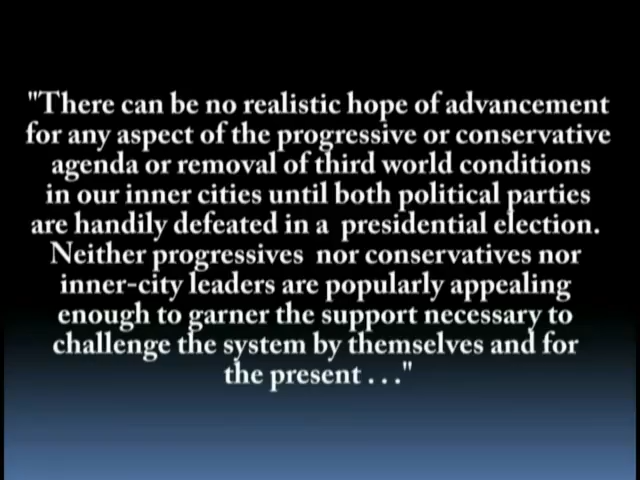 "There can be no realistic hope of advancement
for any aspect of the progressive or conservative
agenda or removal of third world conditions
in our inner cities until both political parties
are handily defeated in a presidential election.
Neither progressives nor conservatives nor
inner-city leaders are popularly appealing
enough to garner the support necessary to
challenge the system by themselves and for
the present . . ."